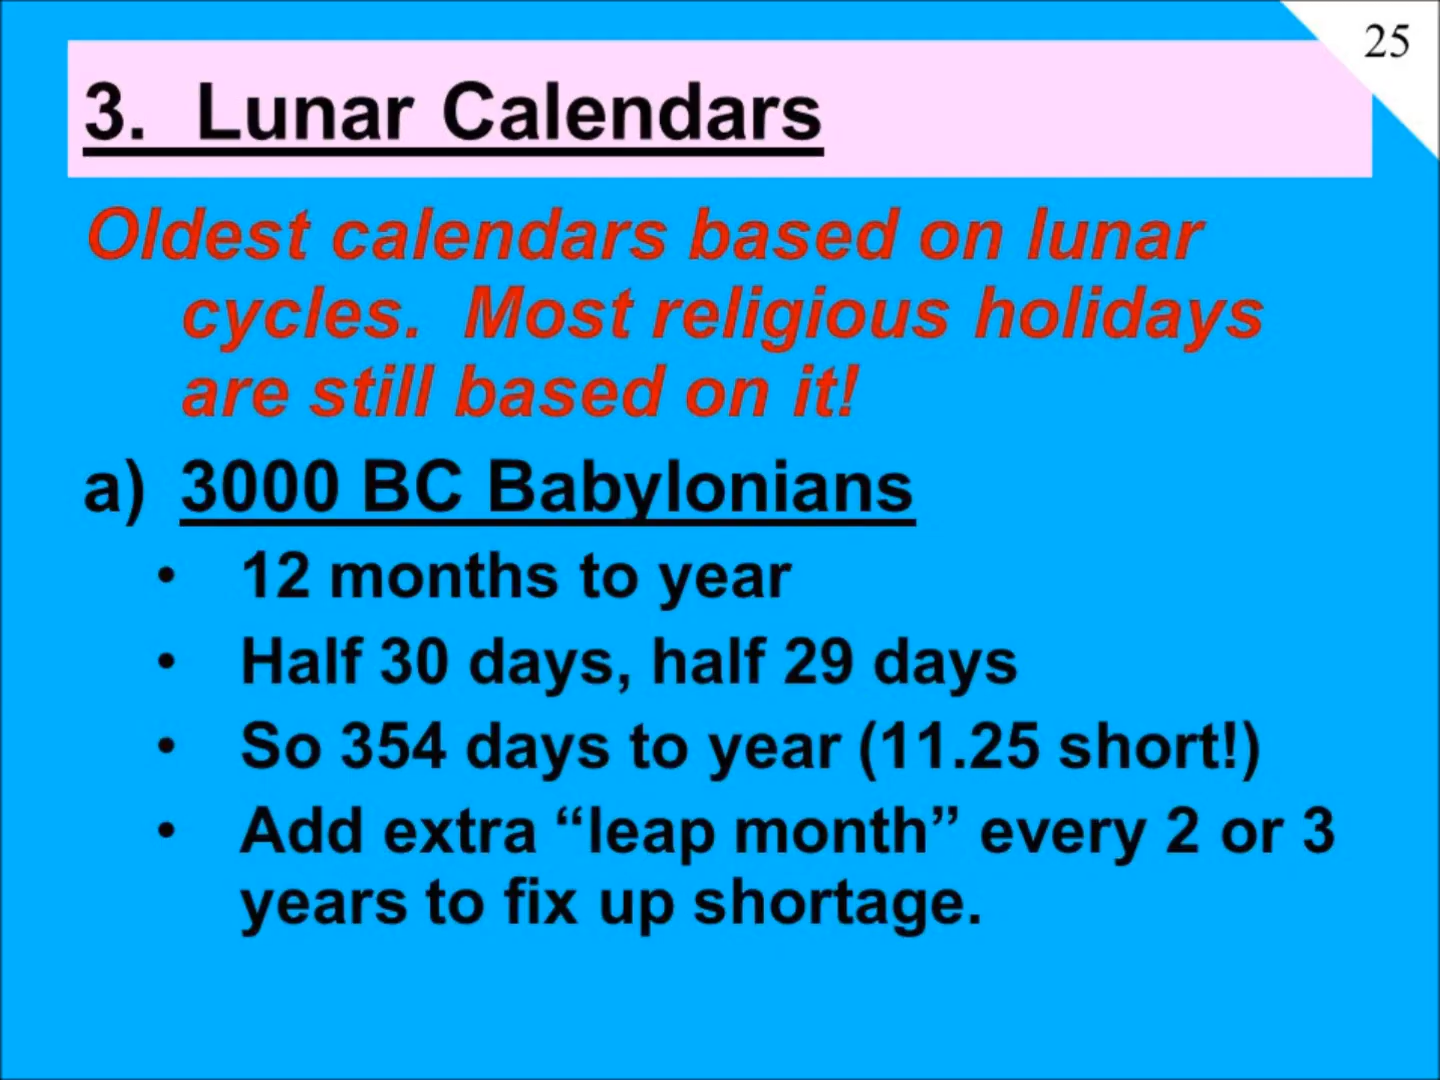 25
3. Lunar Calendars
Oldest calendars based on lunar
cycles. Most religious holidays
are still based on it!
a) 3000 BC Babylonians
• 12 months to year
• Half 30 days, half 29 days
• So 354 days to year (11.25 short!)
• Add extra “leap month” every 2 or 3
years to fix up shortage.